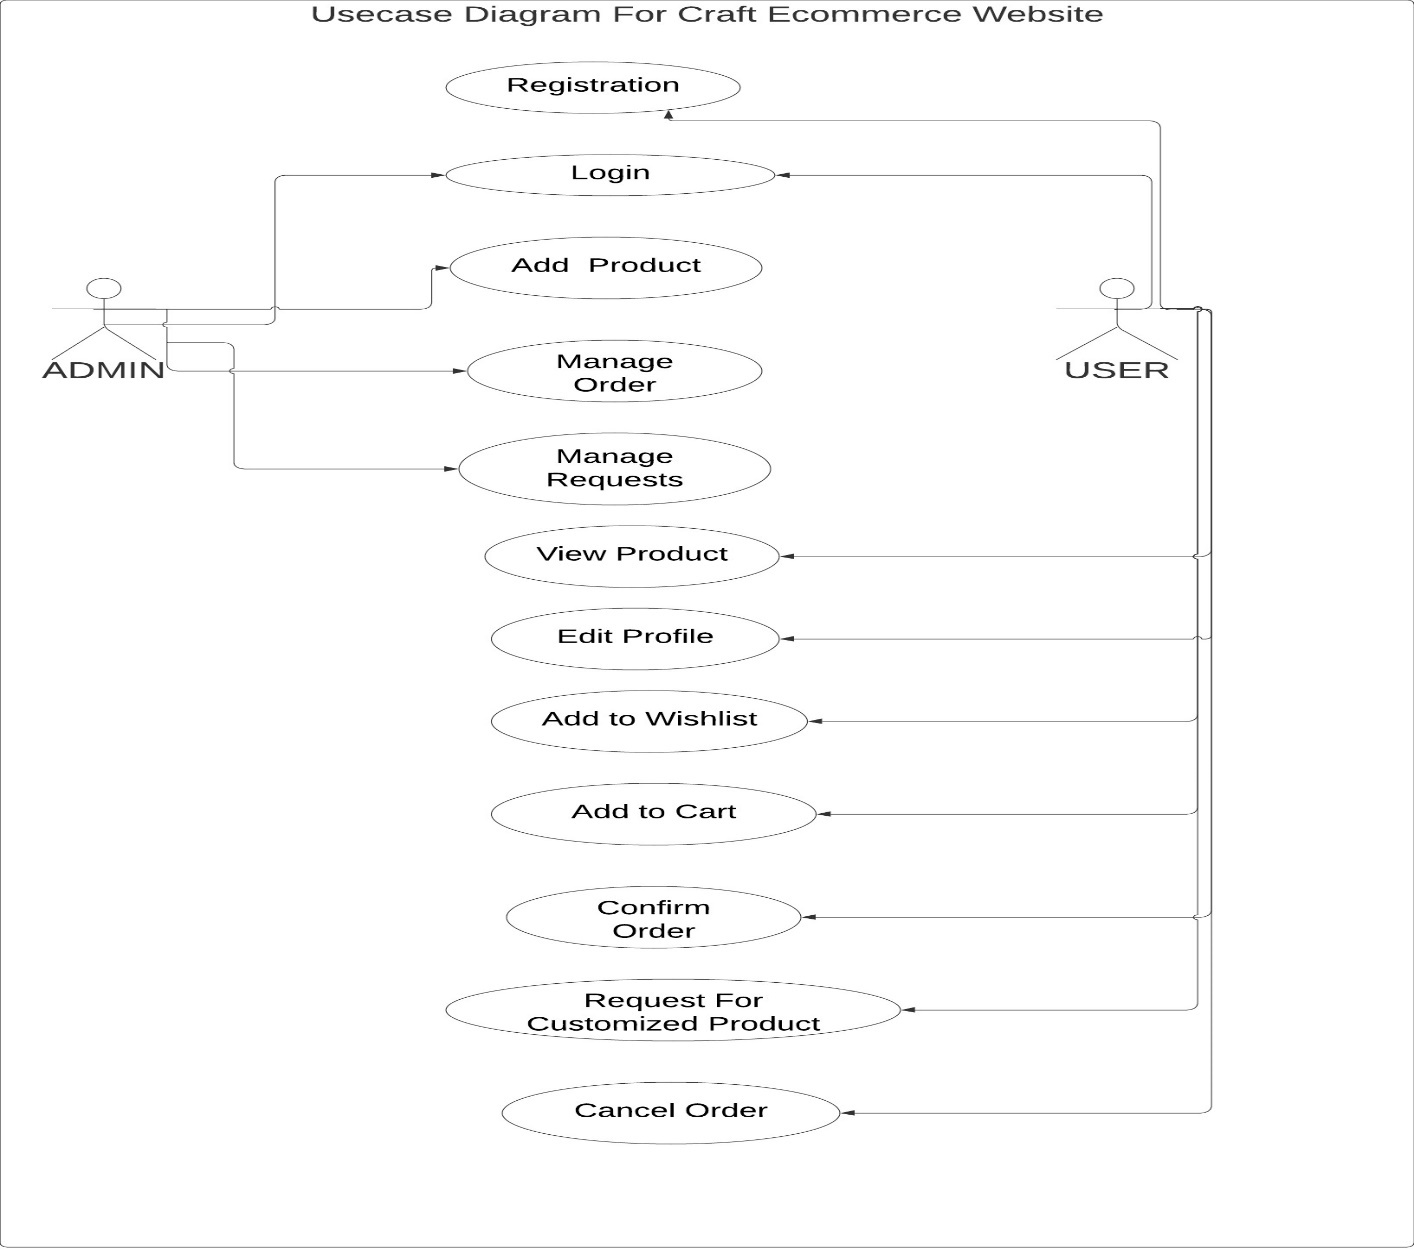 Usecase Diagram For Craft Ecommerce Website
Registration
Login
Add  Product
ADMIN
USER
Manage
Order
Manage
Requests
View Product
Edit Profile
Add to Wishlist
Add to Cart
Confirm
Order
Request For
Customized Product
Cancel Order